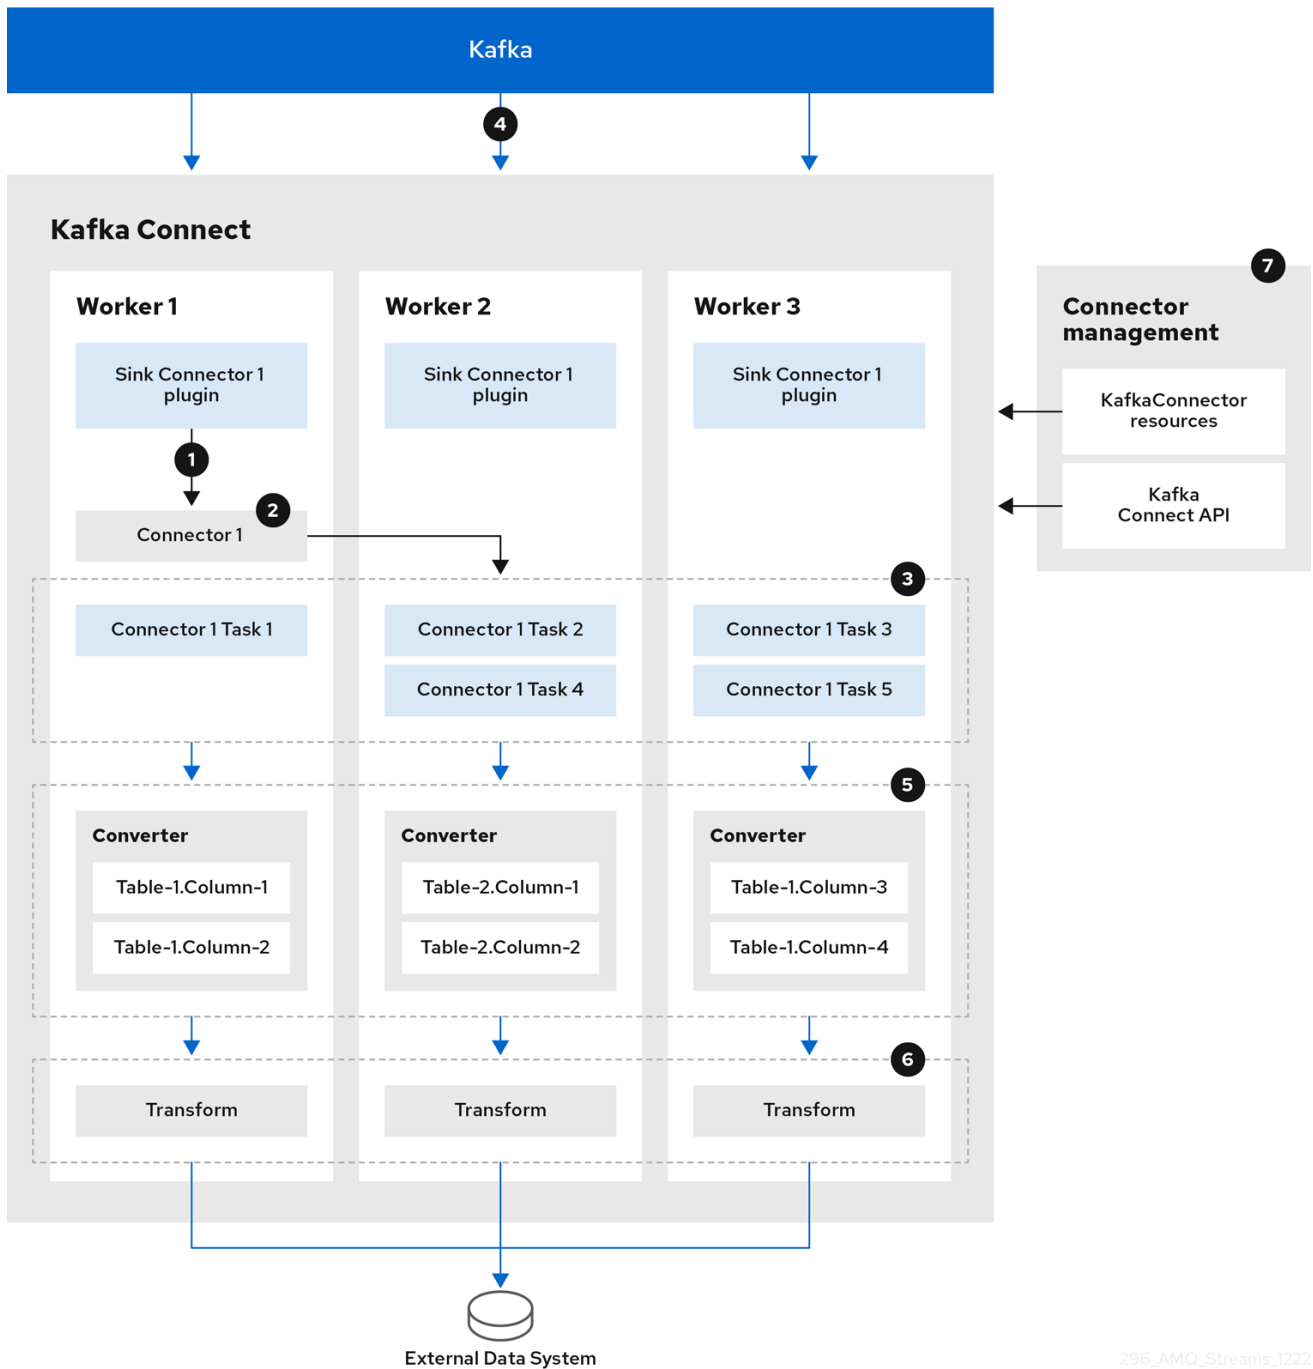 Kafka
4
Kafka Connect
7
Worker 1
Worker 2
Worker 3
Connector
management
Sink Connector 1
plugin
Sink Connector 1
plugin
Sink Connector 1
plugin
KafkaConnector
resources
1
Kafka
Connect API
2
Connector 1
3
Connector 1 Task 1
Connector 1 Task 2
Connector 1 Task 3
Connector 1 Task 4
Connector 1 Task 5
5
Converter
Converter
Converter
Table-1.Column-1
Table-2.Column-1
Table-1.Column-3
Table-1.Column-2
Table-2.Column-2
Table-1.Column-4
6
Transform
Transform
Transform
External Data System
296_AMQ_Streams_1222